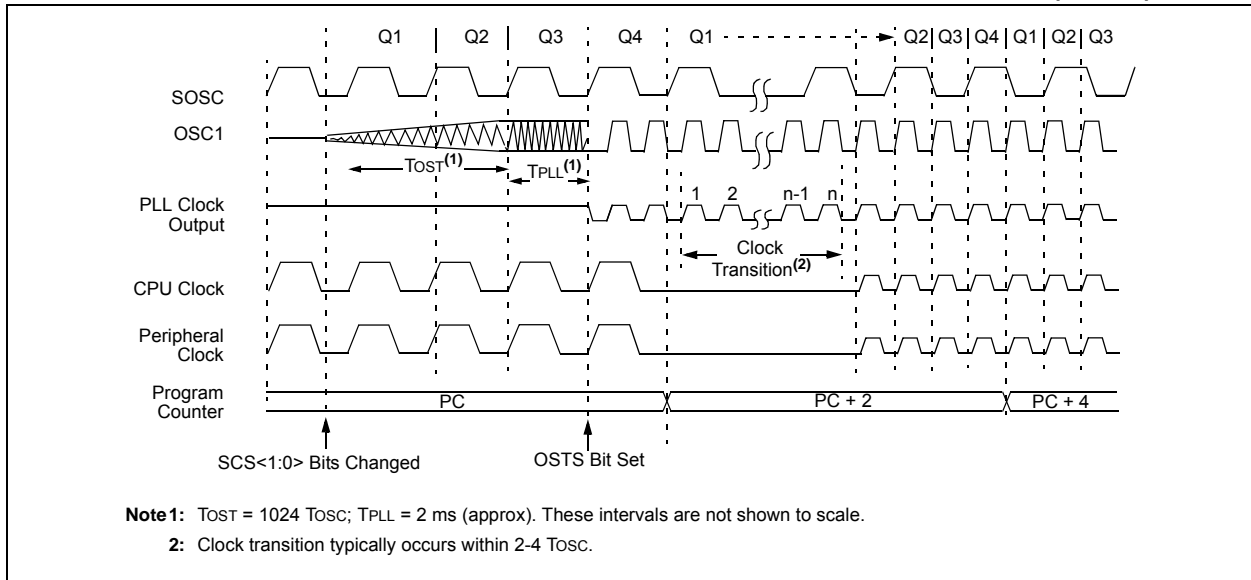 Q1 Q2 Q3 Q4 Q1 Q2 Q3 Q4 Q1 Q2 Q3
SOSC
OSC1
TOST(1)
TPLL(1)
1 2 n-1 n
PLL Clock
Output
Clock
Transition(2)
CPU Clock
Peripheral
Clock
Program
Counter
PC PC + 2 PC + 4
SCS<1:0> Bits Changed OSTS Bit Set
Note 1: TOST = 1024 TOSC; TPLL = 2 ms (approx). These intervals are not shown to scale.
2: Clock transition typically occurs within 2-4 TOSC.